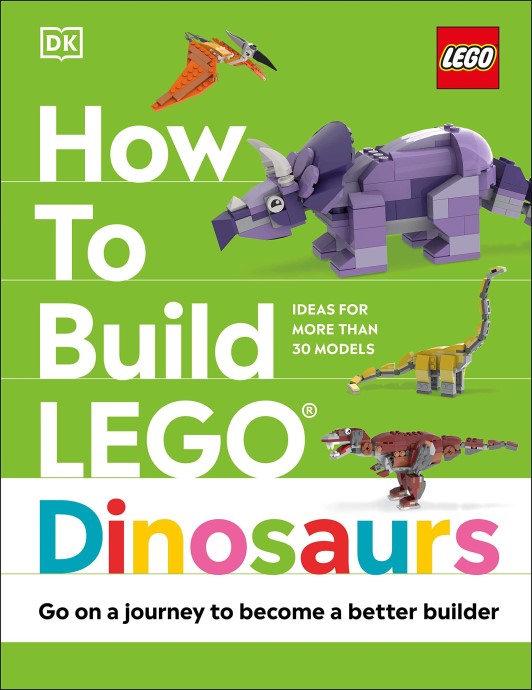 DK
LEGO
How
To
Build
IDEAS FOR
MORE THAN
30 MODELS
LEGO®
Dinosaurs
Go on a journey to become a better builder